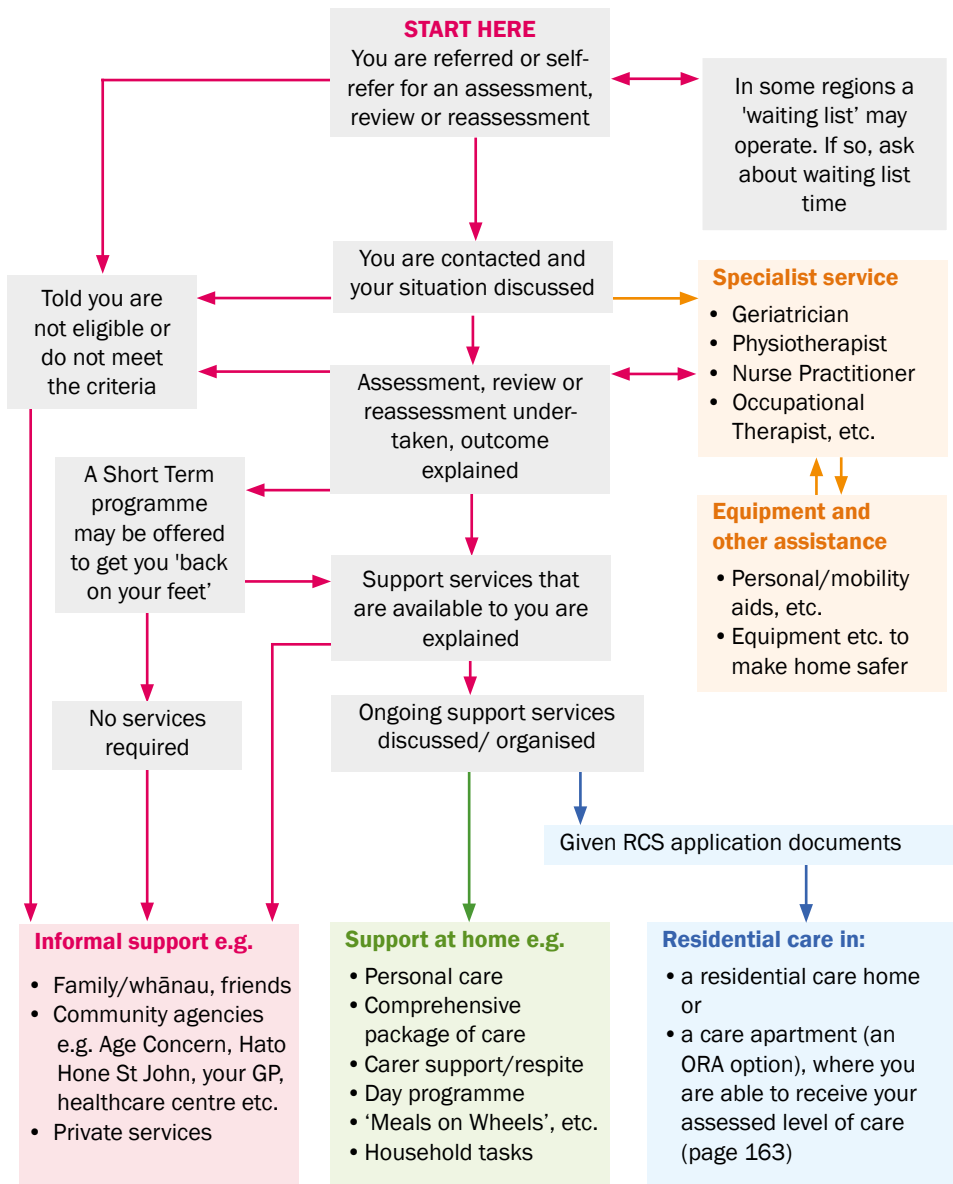 START HERE
You are referred or self-
refer for an assessment,
review or reassessment
In some regions a
'waiting list’ may
operate. If so, ask
about waiting list
time
You are contacted and
your situation discussed
Told you are
not eligible or
do not meet
the criteria
Specialist service
• Geriatrician
• Physiotherapist
• Nurse Practitioner
• Occupational
Therapist, etc.
Assessment, review or
reassessment under-
taken, outcome
explained
A Short Term
programme
may be offered
to get you 'back
on your feet’
Equipment and
other assistance
• Personal/mobility
aids, etc.
• Equipment etc. to
make home safer
Support services that
are available to you are
explained
No services
required
Ongoing support services
discussed/ organised
Given RCS application documents
Informal support e.g.
• Family/whānau, friends
• Community agencies
e.g. Age Concern, Hato
Hone St John, your GP,
healthcare centre etc.
• Private services
Support at home e.g.
• Personal care
• Comprehensive
package of care
• Carer support/respite
• Day programme
• ‘Meals on Wheels’, etc.
• Household tasks
Residential care in:
• a residential care home
or
• a care apartment (an
ORA option), where you
are able to receive your
assessed level of care
(page 163)